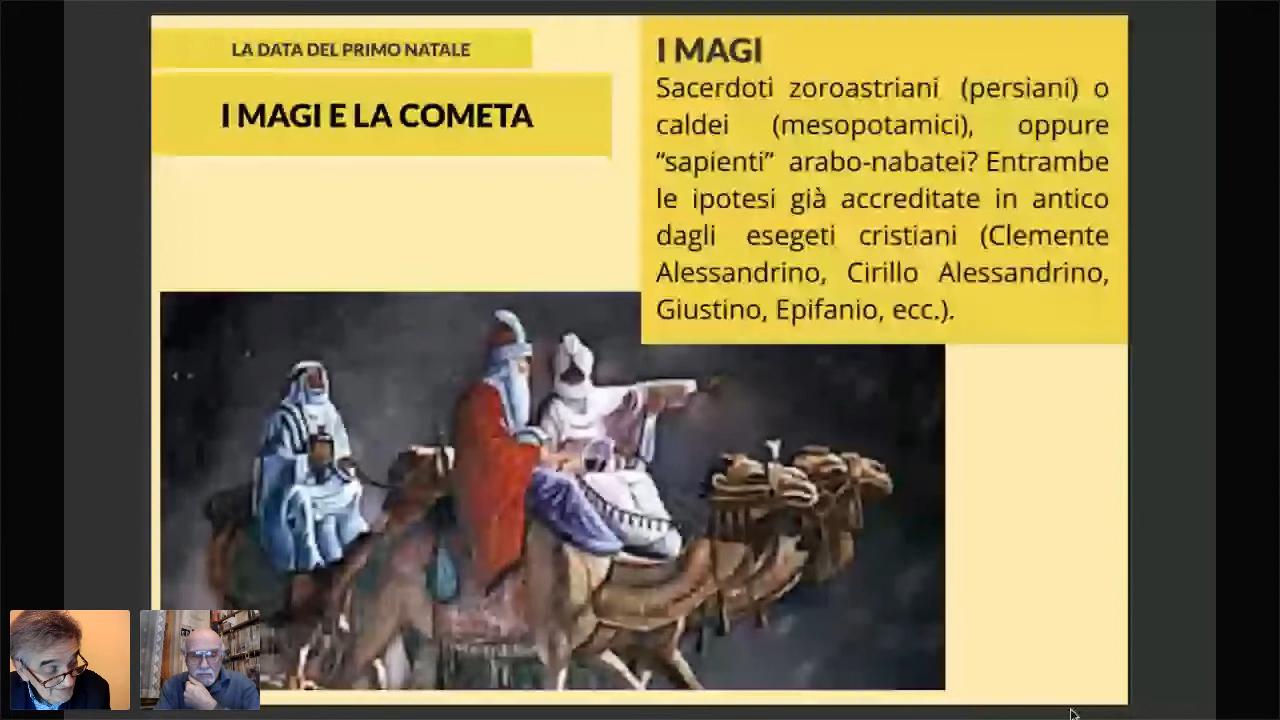 LA DATA DEL PRIMO NATALE
I MAGI E LA COMETA
I MAGI
Sacerdoti zoroastriani (persiani) o
caldei (mesopotamici), oppure
“sapienti” arabo-nabatei? Entrambe
le ipotesi già accreditate in antico
dagli esegeti cristiani (Clemente
Alessandrino, Cirillo Alessandrino,
Giustino, Epifanio, ecc.).